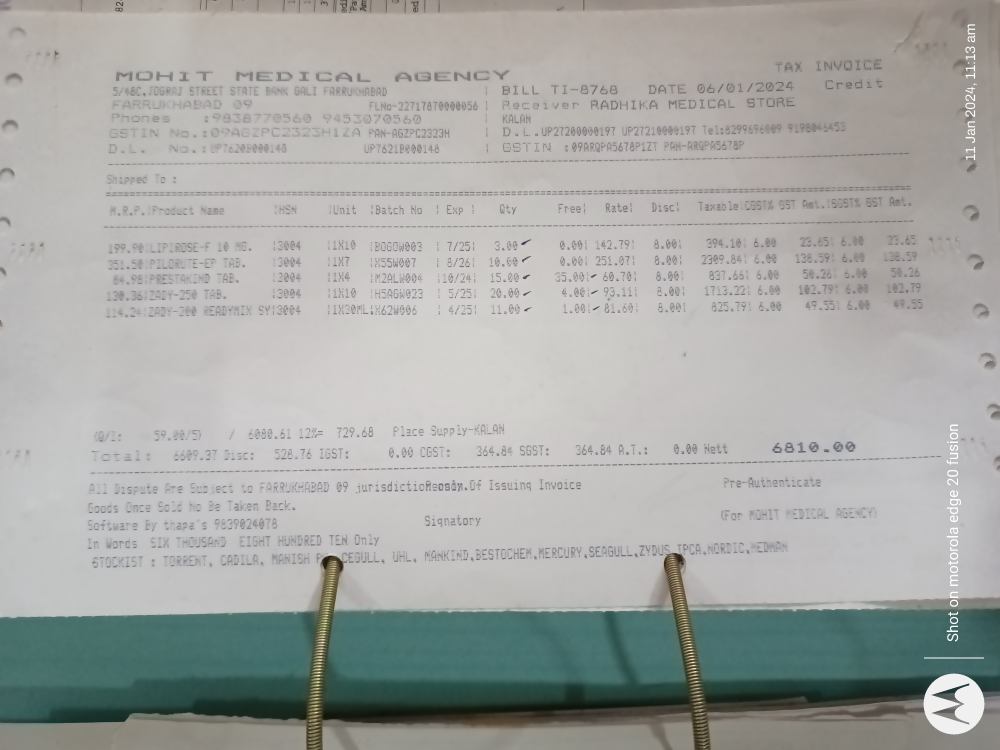 MOHIT MEDICAL AGENCY
5/48C,JOGRAJ STREET STATE BANK GALI FARRUKHABAD
FARRUKHABAD 09 FLNo-22717870000056
Phones :9838770560 9453070560
GSTIN No.:09AGZPC2323H1ZA PAN-AGZPC2323H
D.L. No.:UP7620B000148 UP7621B000148
TAX INVOICE
BILL TI-8768 DATE 06/01/2024 Credit
Receiver RADHIKA MEDICAL STORE
KALAN
D.L.UP27200000197 UP27210000197 Tel:8299696009 9198046453
GSTIN :09ARQPA5678P1ZT PAN-ARQPA5678P
Shipped To :
M.R.P.|Product Name |HSN |Unit |Batch No | Exp | Qty Free| Rate| Disc| Taxable|CGST% GST Amt.|SGST% GST Amt.
199.90|LIPIROSE-F 10 MG. |3004 |1X10 |BOGOW003 | 7/25| 3.00 0.00| 142.79| 8.00| 394.10| 6.00 23.65| 6.00 23.65
351.50|PILORUTE-EP TAB. |3004 |1X7 |XS5W007 | 8/26| 10.00 0.00| 251.07| 8.00| 2309.84| 6.00 138.59| 6.00 138.59
84.98|PRESTAKIND TAB. |3004 |1X4 |M2ALW004 |10/24| 15.00 35.00| 60.70| 8.00| 837.66| 6.00 50.26| 6.00 50.26
130.36|ZADY-250 TAB. |3004 |1X10 |HSAGW023 | 5/25| 20.00 4.00| 93.11| 8.00| 1713.22| 6.00 102.79| 6.00 102.79
114.24|ZADY-200 READYMIX SY|3004 |1X30ML|X62W006 | 4/25| 11.00 1.00| 81.60| 8.00| 825.79| 6.00 49.55| 6.00 49.55
(Q/I: 59.00/5) / 6080.61 12%= 729.68 Place Supply-KALAN
Total: 6609.37 Disc: 528.76 IGST: 0.00 CGST: 364.84 SGST: 364.84 A.T.: 0.00 Nett 6810.00
All Dispute Are Subject to FARRUKHABAD 09 Of Issuing Invoice Pre-Authenticate
Goods Once Sold No Be Taken Back.
Software By thapa's 9839024078 Signatory (For MOHIT MEDICAL AGENCY)
In Words SIX THOUSAND EIGHT HUNDRED TEN Only
STOCKIST : TORRENT, CADILA, MANISH CEGULL, UHL, MANKIND,BESTOCHEM,MERCURY,SEAGULL,ZYDUS IPCA,NORDIC,MEDMAN
11 Jan 2024, 11:13 am
Shot on motorola edge 20 fusion